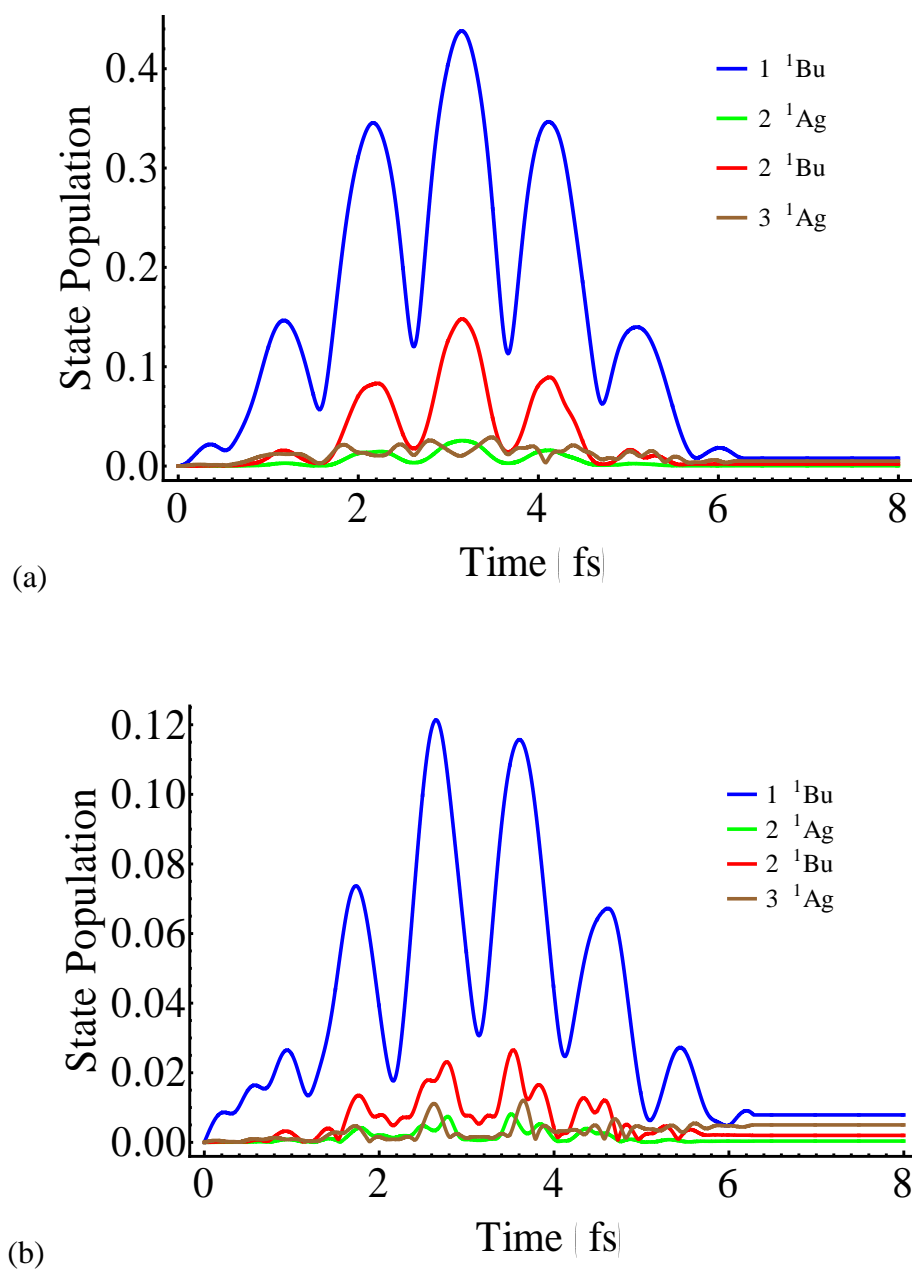 0.4
0.3
0.2
0.1
0.0
State Population
1 ¹Bu
2 ¹Ag
2 ¹Bu
3 ¹Ag
0 2 4 6 8
Time ( fs)
(a)
0.12
0.10
0.08
0.06
0.04
0.02
0.00
State Population
1 ¹Bu
2 ¹Ag
2 ¹Bu
3 ¹Ag
0 2 4 6 8
Time ( fs)
(b)